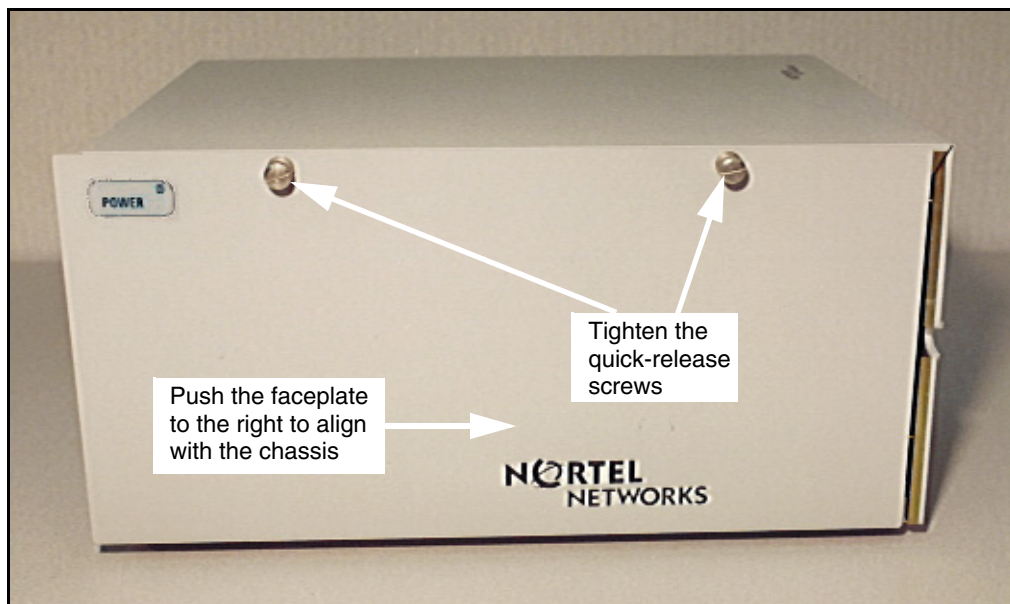 POWER
Tighten the
quick-release
screws
Push the faceplate
to the right to align
with the chassis
NORTEL
NETWORKS